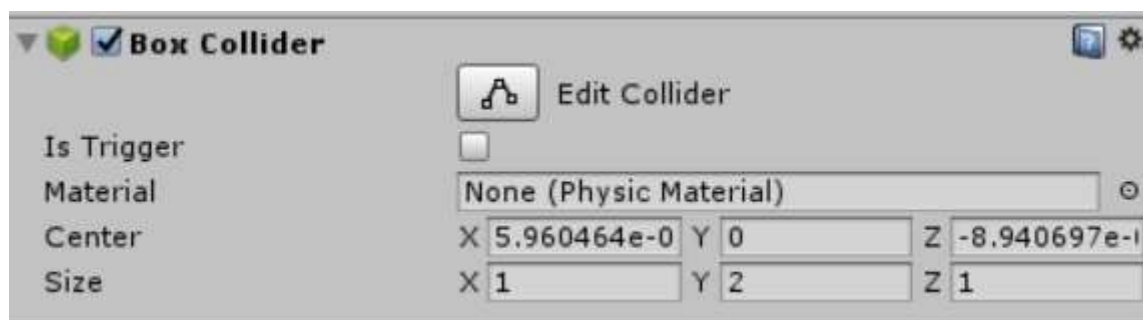 Box Collider
Edit Collider
Is Trigger
Material None (Physic Material)
Center X 5.960464e-0 Y 0 Z -8.940697e-
Size X 1 Y 2 Z 1